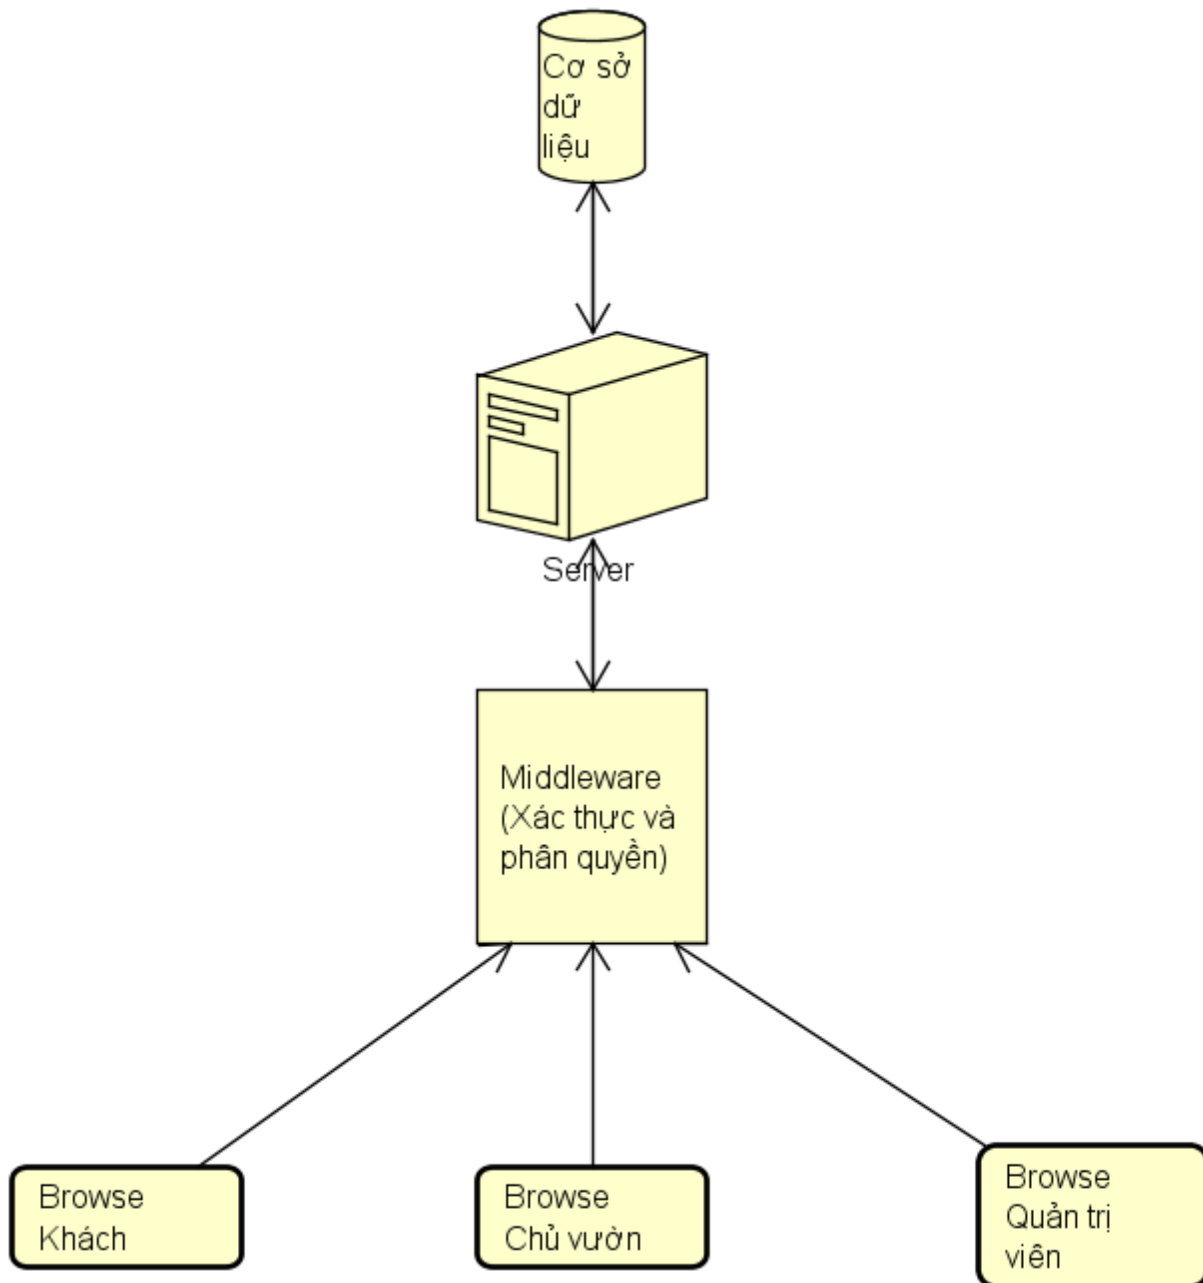 Cơ sở
dữ
liệu
Server
Middleware
(Xác thực và
phân quyền)
Browse
Khách
Browse
Chủ vườn
Browse
Quản trị
viên